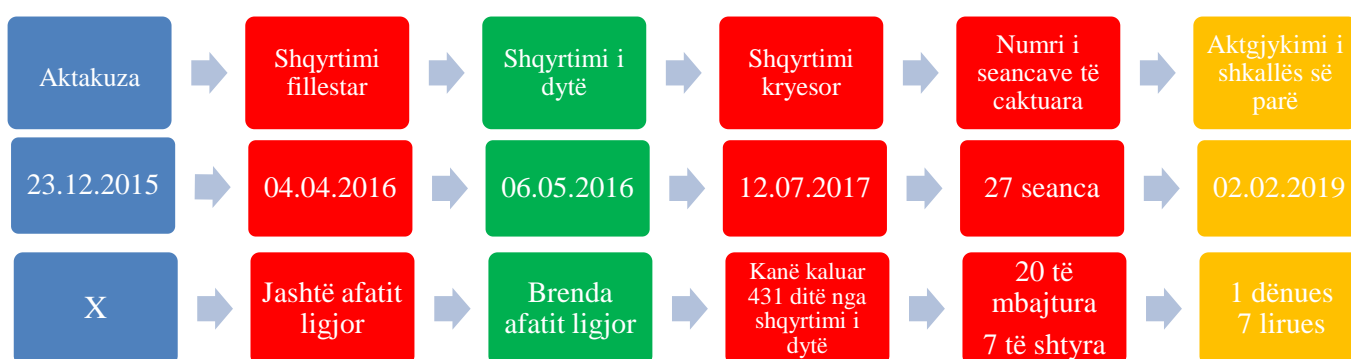 Aktakuza
Shqyrtimi
fillestar
Shqyrtimi i
dytë
Shqyrtimi
kryesor
Numri i
seancave të
caktuara
Aktgjykimi i
shkallës së
parë
23.12.2015
04.04.2016
06.05.2016
12.07.2017
27 seanca
02.02.2019
X
Jashtë afatit
ligjor
Brenda
afatit ligjor
Kanë kaluar
431 ditë nga
shqyrtimi i
dytë
20 të
mbajtura
7 të shtyra
1 dënues
7 lirues